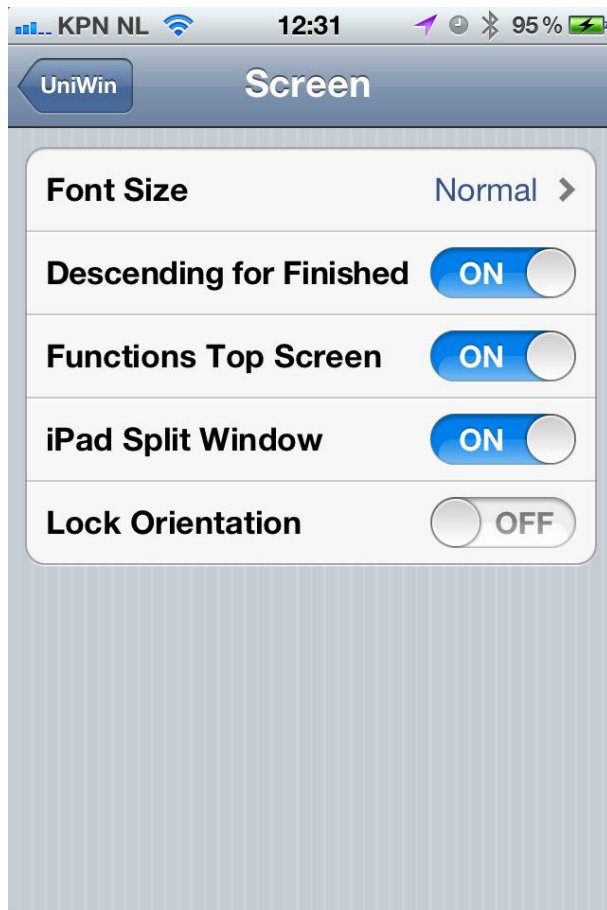 KPN NL 12:31 95%
UniWin Screen
Font Size Normal
Descending for Finished ON
Functions Top Screen ON
iPad Split Window ON
Lock Orientation OFF